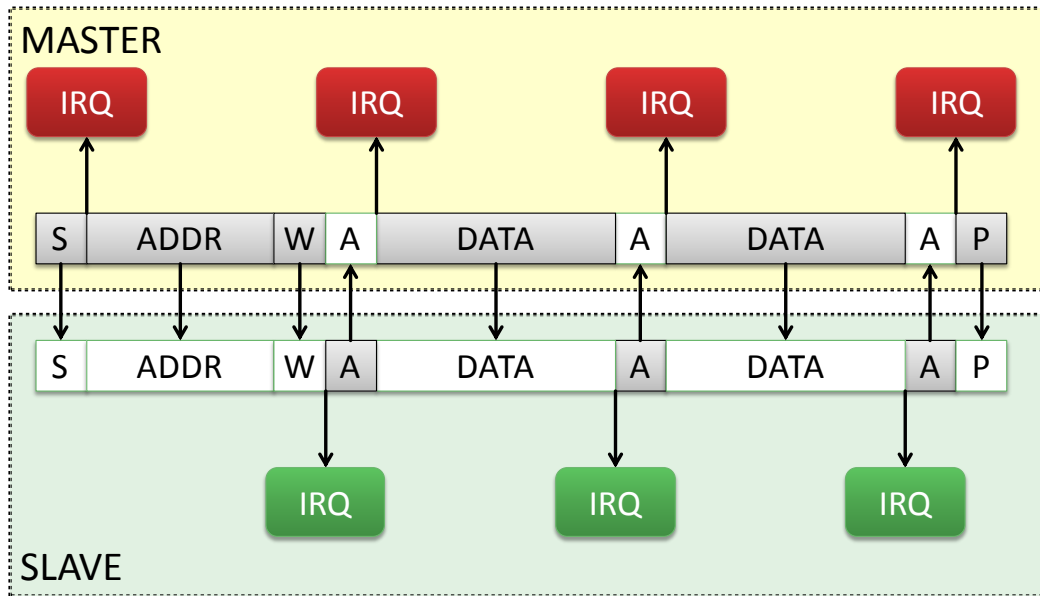 MASTER
IRQ IRQ IRQ IRQ
S ADDR W A DATA A DATA A P
S ADDR W A DATA A DATA A P
IRQ IRQ IRQ
SLAVE